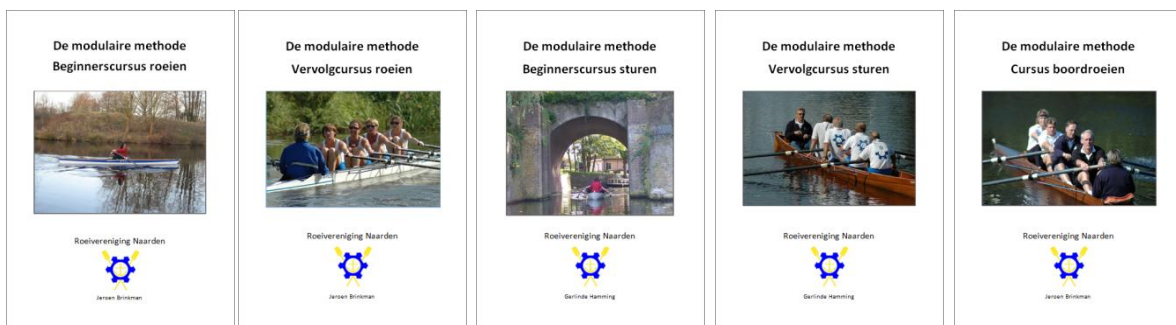 De modulaire methode
Beginnerscursus roeien
Roeivereniging Naarden
Jeroen Brinkman
De modulaire methode
Vervolgcursus roeien
Roeivereniging Naarden
Jeroen Brinkman
De modulaire methode
Beginnerscursus sturen
Roeivereniging Naarden
Gerlinde Hamming
De modulaire methode
Vervolgcursus sturen
Roeivereniging Naarden
Gerlinde Hamming
De modulaire methode
Cursus boordroeien
Roeivereniging Naarden
Jeroen Brinkman